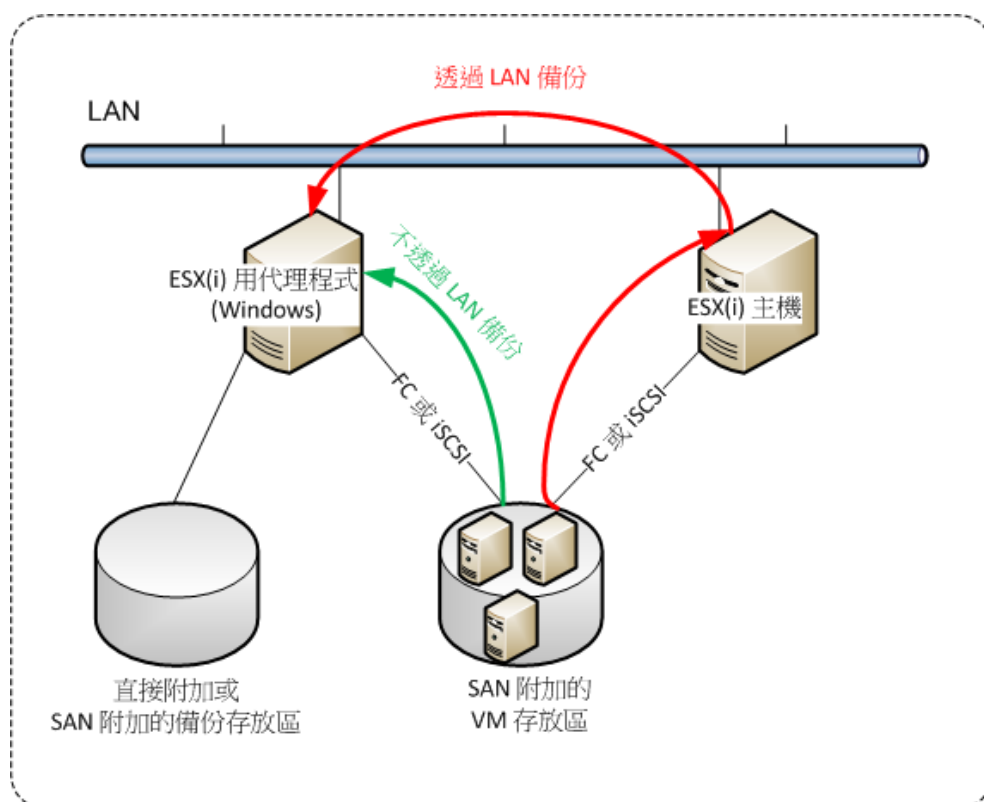 透過 LAN 備份
LAN
不透過 LAN 備份
ESX(i) 用代理程式
(Windows)
ESX(i) 主機
FC 或 iSCSI
FC 或 iSCSI
直接附加或
SAN 附加的備份存放區
SAN 附加的
VM 存放區